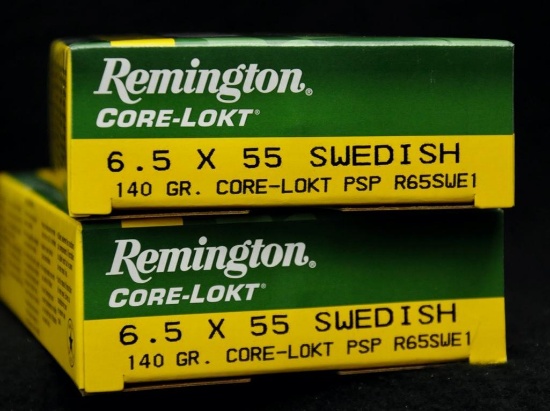 Remington®
CORE-LOKT®
6.5 X 55 SWEDISH
140 GR. CORE-LOKT PSP R65SWE1
Remington®
CORE-LOKT®
6.5 X 55 SWEDISH
140 GR. CORE-LOKT PSP R65SWE1